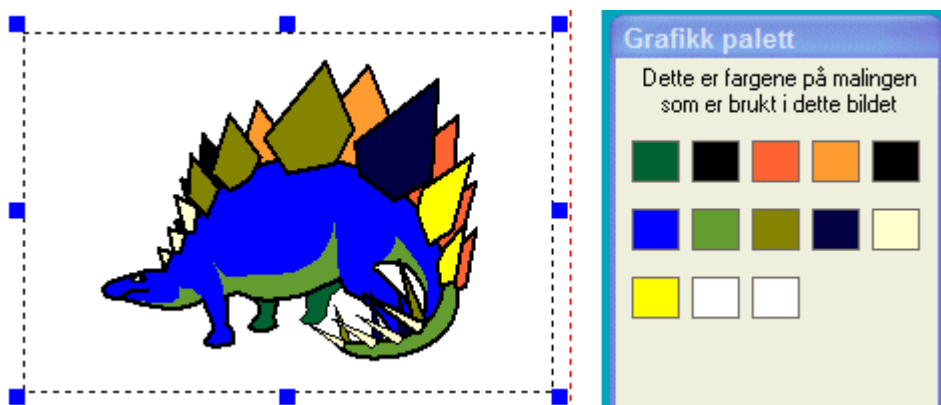 Grafikk palett
Dette er fargene på malingen
som er brukt i dette bildet